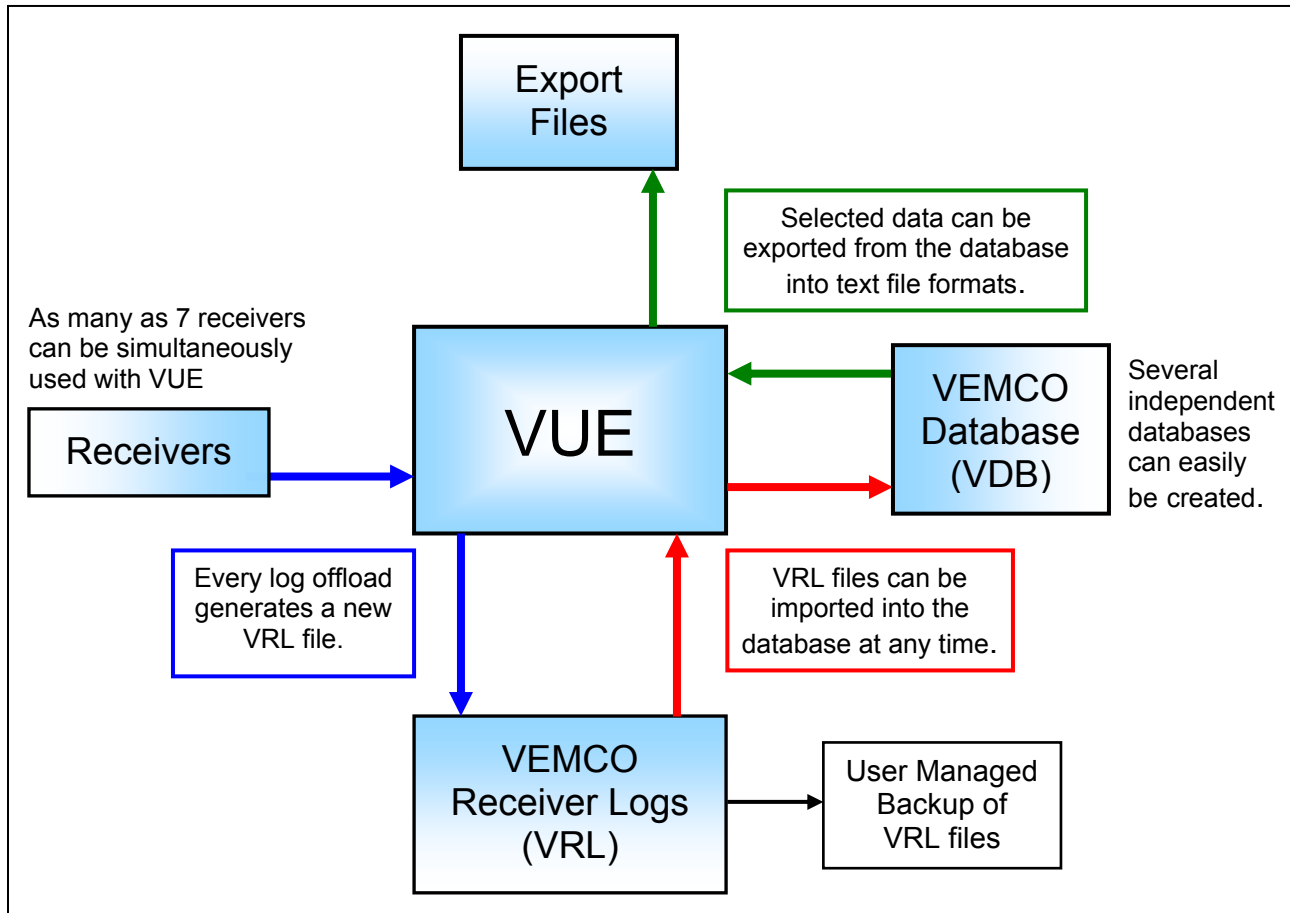 Export
Files
Selected data can be
exported from the database
into text file formats.
As many as 7 receivers
can be simultaneously
used with VUE
Receivers
VUE
VEMCO
Database
(VDB)
Several
independent
databases
can easily
be created.
Every log offload
generates a new
VRL file.
VRL files can be
imported into the
database at any time.
VEMCO
Receiver Logs
(VRL)
User Managed
Backup of
VRL files